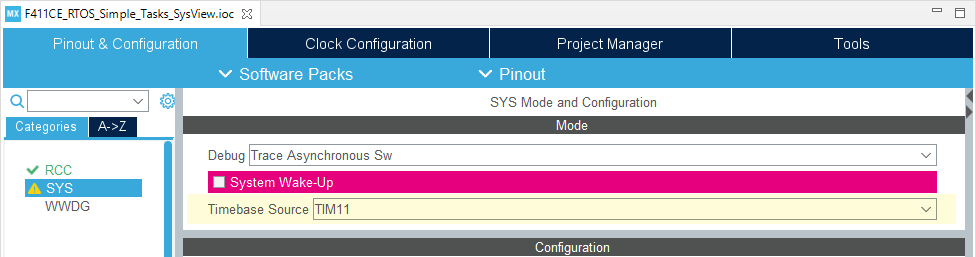 MX F411CE_RTOS_Simple_Tasks_SysView.ioc
Pinout & Configuration Clock Configuration Project Manager Tools
Software Packs Pinout
SYS Mode and Configuration
Categories A->Z
Mode
Debug Trace Asynchronous Sw
RCC
System Wake-Up
SYS
Timebase Source TIM11
WWDG
Configuration